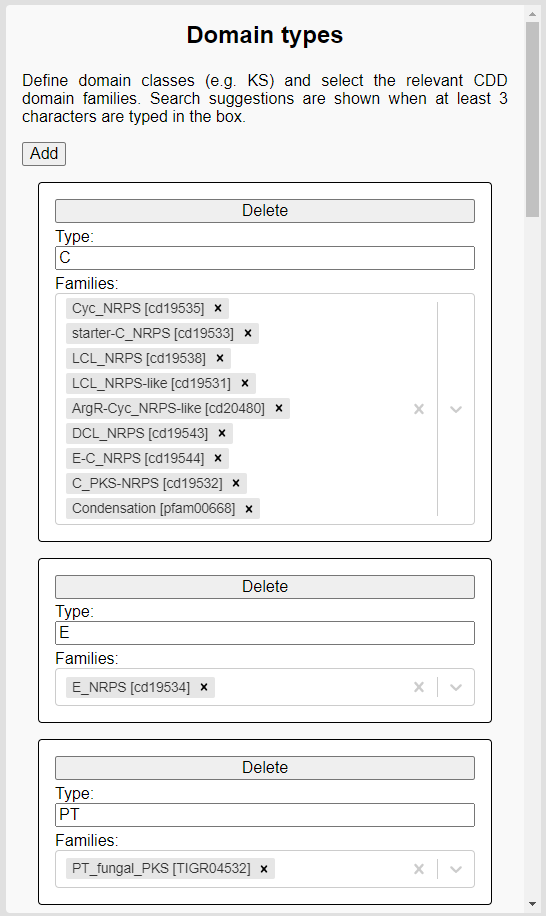 Domain types
Define domain classes (e.g. KS) and select the relevant CDD
domain families. Search suggestions are shown when at least 3
characters are typed in the box.
Add
Delete
Type:
C
Families:
Cyc_NRPS [cd19535] ×
starter-C_NRPS [cd19533] ×
LCL_NRPS [cd19538] ×
LCL_NRPS-like [cd19531] ×
ArgR-Cyc_NRPS-like [cd20480] ×
DCL_NRPS [cd19543] ×
E-C_NRPS [cd19544] ×
C_PKS-NRPS [cd19532] ×
Condensation [pfam00668] ×
Delete
Type:
E
Families:
E_NRPS [cd19534] ×
Delete
Type:
PT
Families:
PT_fungal_PKS [TIGR04532] ×